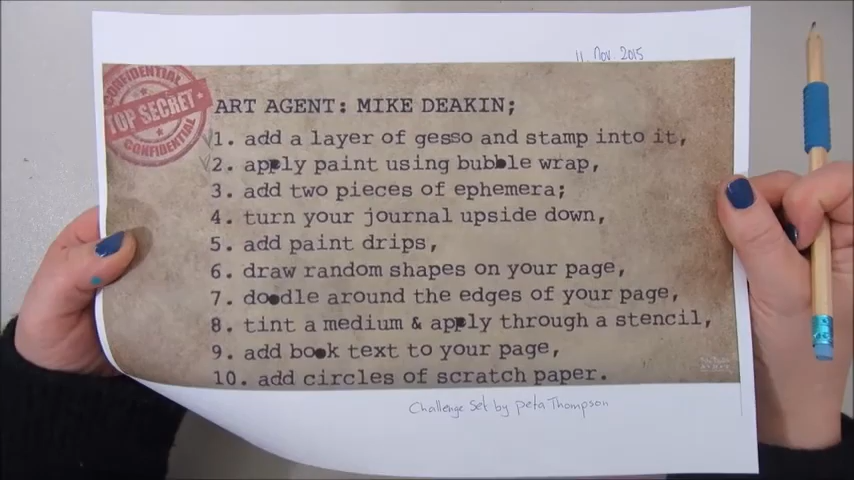 11 Nov 2015
CONFIDENTIAL
TOP SECRET
CONFIDENTIAL
ART AGENT: MIKE DEAKIN;
1. add a layer of gesso and stamp into it,
2. apply paint using bubble wrap,
3. add two pieces of ephemera;
4. turn your journal upside down,
5. add paint drips,
6. draw random shapes on your page,
7. doodle around the edges of your page,
8. tint a medium & apply through a stencil,
9. add book text to your page,
10. add circles of scratch paper.
Challenge Set by Peta Thompson